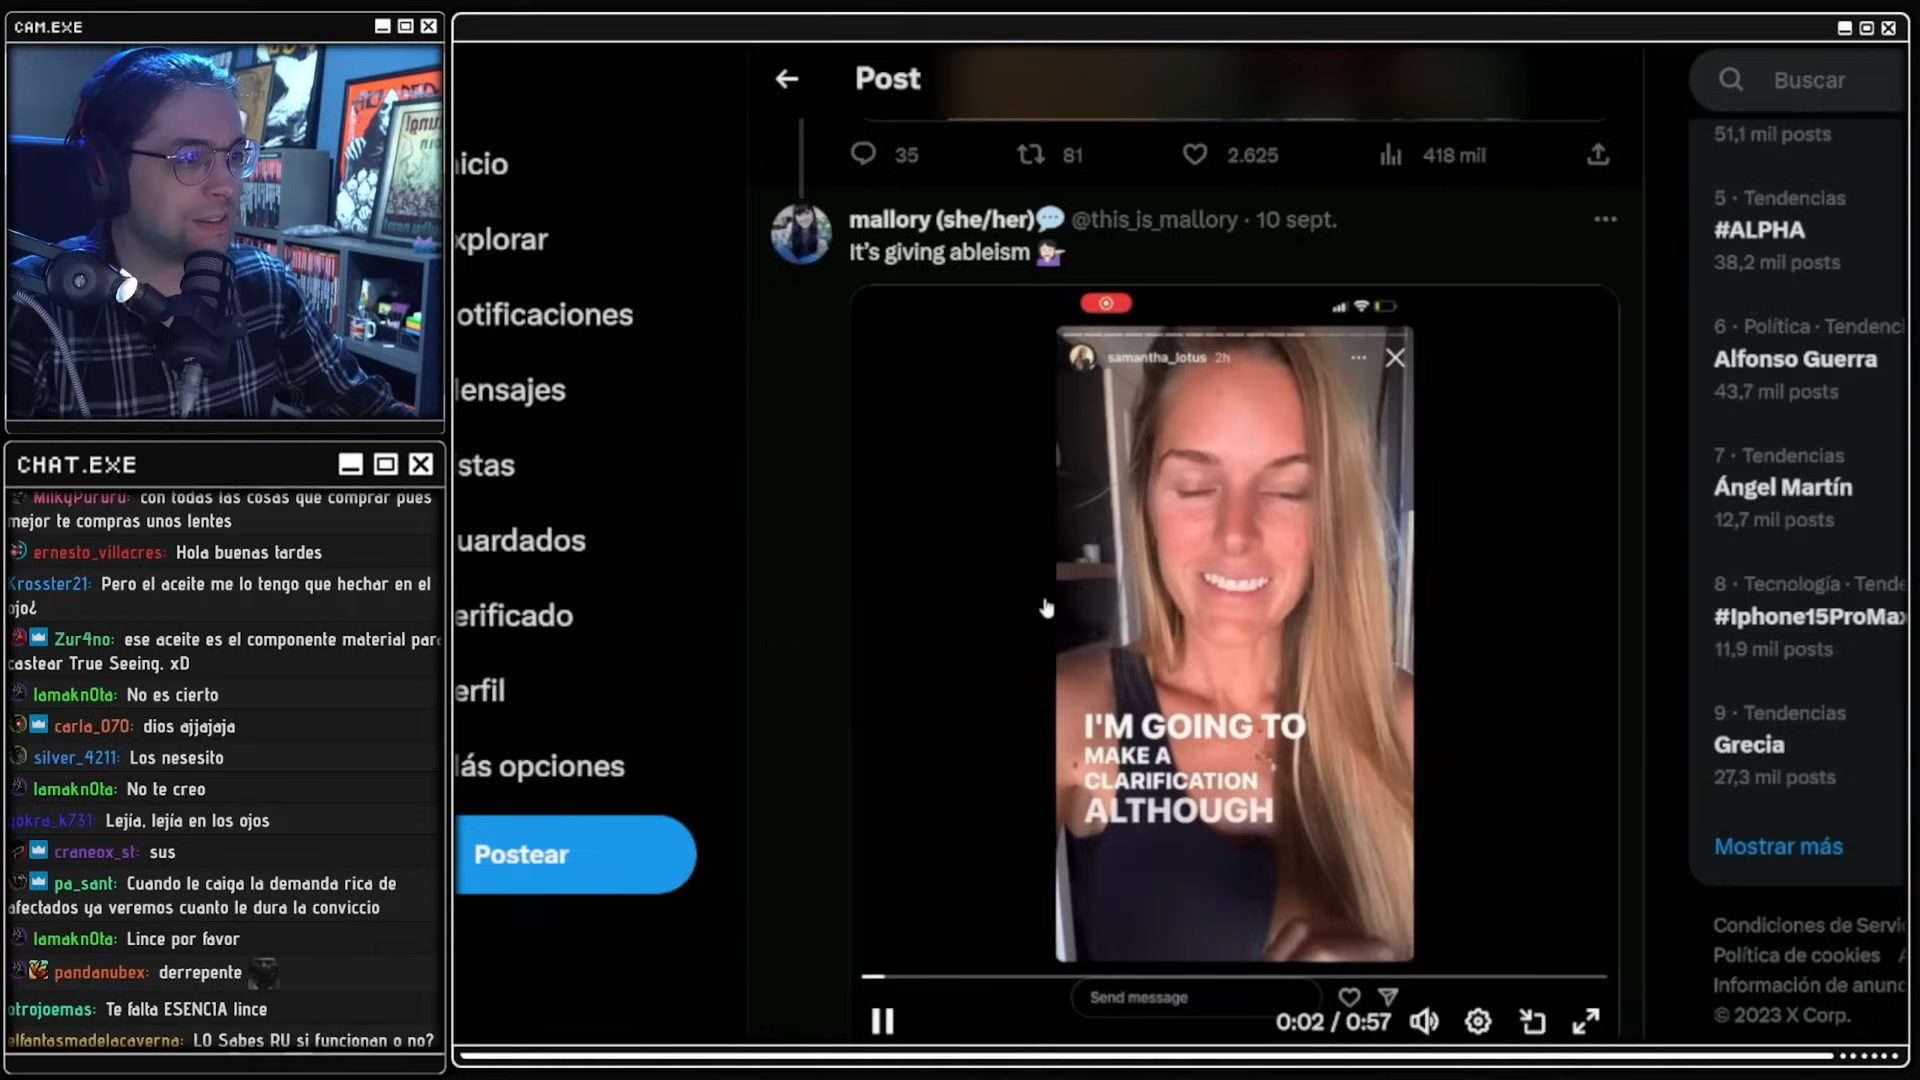 CAM.EXE
CHAT.EXE
MilkyPururu: con todas las cosas que comprar pues
mejor te compras unos lentes
ernesto_villacres: Hola buenas tardes
Krosster21: Pero el aceite me lo tengo que hechar en el
ojo¿
Zur4no: ese aceite es el componente material para
castear True Seeing. xD
Iamakn0ta: No es cierto
carla_070: dios ajjajaja
silver_4211: Los nesesito
Iamakn0ta: No te creo
gokra_k731: Lejía, lejía en los ojos
craneox_st: sus
pa_sant: Cuando le caiga la demanda rica de
afectados ya veremos cuanto le dura la conviccio
Iamakn0ta: Lince por favor
pandanubex: derrepente
otrojoemas: Te falta ESENCIA lince
elfantasmadelacaverna: LO Sabes RU si funcionan o no?
nicio
xplorar
otificaciones
lensajes
istas
uardados
erificado
erfil
lás opciones
Postear
Post
35 81 2.625 418 mil
mallory (she/her)💬 @this_is_mallory · 10 sept.
It's giving ableism 💁🏻‍♀️
samantha_lotus 2h
I'M GOING TO
MAKE A
CLARIFICATION
ALTHOUGH
Send message
0:02 / 0:57
Buscar
51,1 mil posts
5 · Tendencias
#ALPHA
38,2 mil posts
6 · Política · Tendenci
Alfonso Guerra
43,7 mil posts
7 · Tendencias
Ángel Martín
12,7 mil posts
8 · Tecnología · Tende
#Iphone15ProMax
11,9 mil posts
9 · Tendencias
Grecia
27,3 mil posts
Mostrar más
Condiciones de Servi
Política de cookies
Información de anunc
© 2023 X Corp.